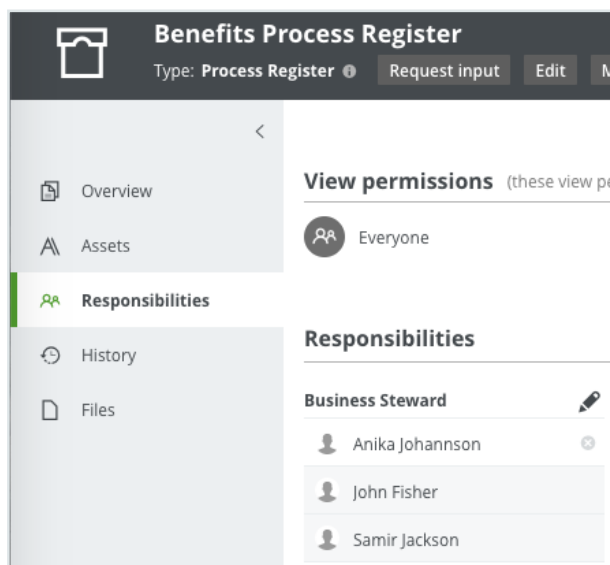 Benefits Process Register
Type: Process Register Request input Edit
View permissions (these view
Overview
Everyone
Assets
Responsibilities
Responsibilities
History
Business Steward
Files
Anika Johannson
John Fisher
Samir Jackson